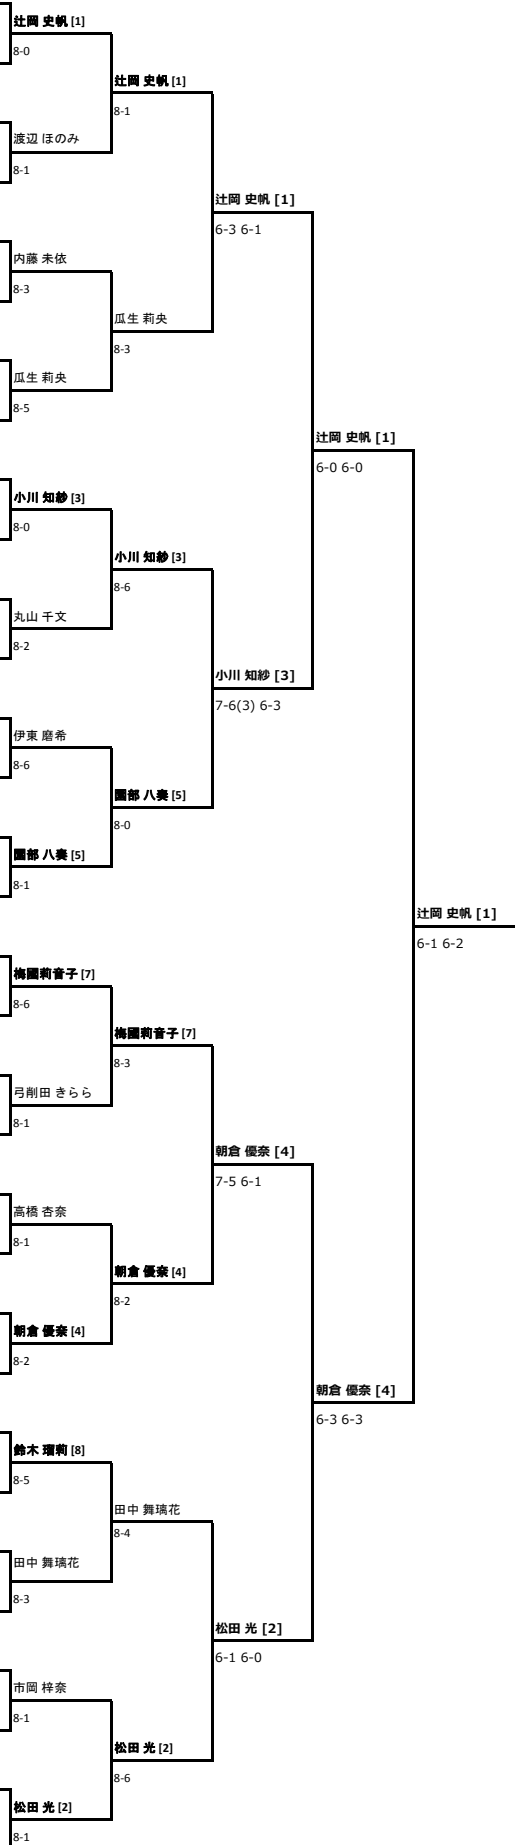 辻岡 史帆 [1]
8-0
辻岡 史帆 [1]
8-1
渡辺 ほのみ
8-1
辻岡 史帆 [1]
6-3 6-1
内藤 未依
8-3
瓜生 莉央
8-3
瓜生 莉央
8-5
辻岡 史帆 [1]
6-0 6-0
小川 知紗 [3]
8-0
小川 知紗 [3]
8-6
丸山 千文
8-2
小川 知紗 [3]
7-6(3) 6-3
伊東 磨希
8-6
園部 八奏 [5]
8-0
園部 八奏 [5]
8-1
辻岡 史帆 [1]
6-1 6-2
梅國莉音子 [7]
8-6
梅國莉音子 [7]
8-3
弓削田 きらら
8-1
朝倉 優奈 [4]
7-5 6-1
高橋 杏奈
8-1
朝倉 優奈 [4]
8-2
朝倉 優奈 [4]
8-2
朝倉 優奈 [4]
6-3 6-3
鈴木 瑠莉 [8]
8-5
田中 舞璃花
8-4
田中 舞璃花
8-3
松田 光 [2]
6-1 6-0
市岡 梓奈
8-1
松田 光 [2]
8-6
松田 光 [2]
8-1